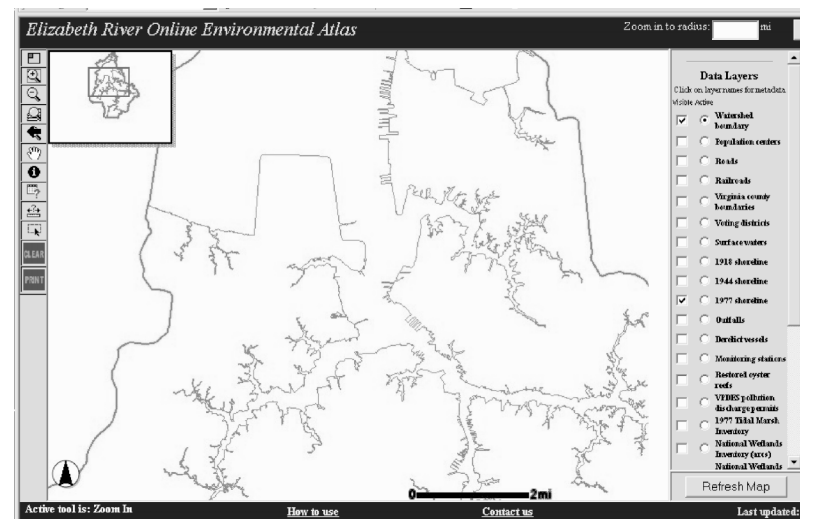 Elizabeth River Online Environmental Atlas
Zoom in to radius: mi
Data Layers
Click on layer names for metadata
Visible Active
Watershed
boundary
Population centers
Roads
Railroads
Virginia county
boundaries
Voting districts
Surface waters
1918 shoreline
1944 shoreline
1977 shoreline
Outfalls
Derelict vessels
Monitoring stations
Restored oyster
reefs
VPDES pollution
discharge permits
1977 Tidal Marsh
Inventory
National Wetlands
Inventory (arcs)
National Wetlands
CLEAR
PRINT
0 2mi
Refresh Map
Active tool is: Zoom In
How to use
Contact us
Last updated: